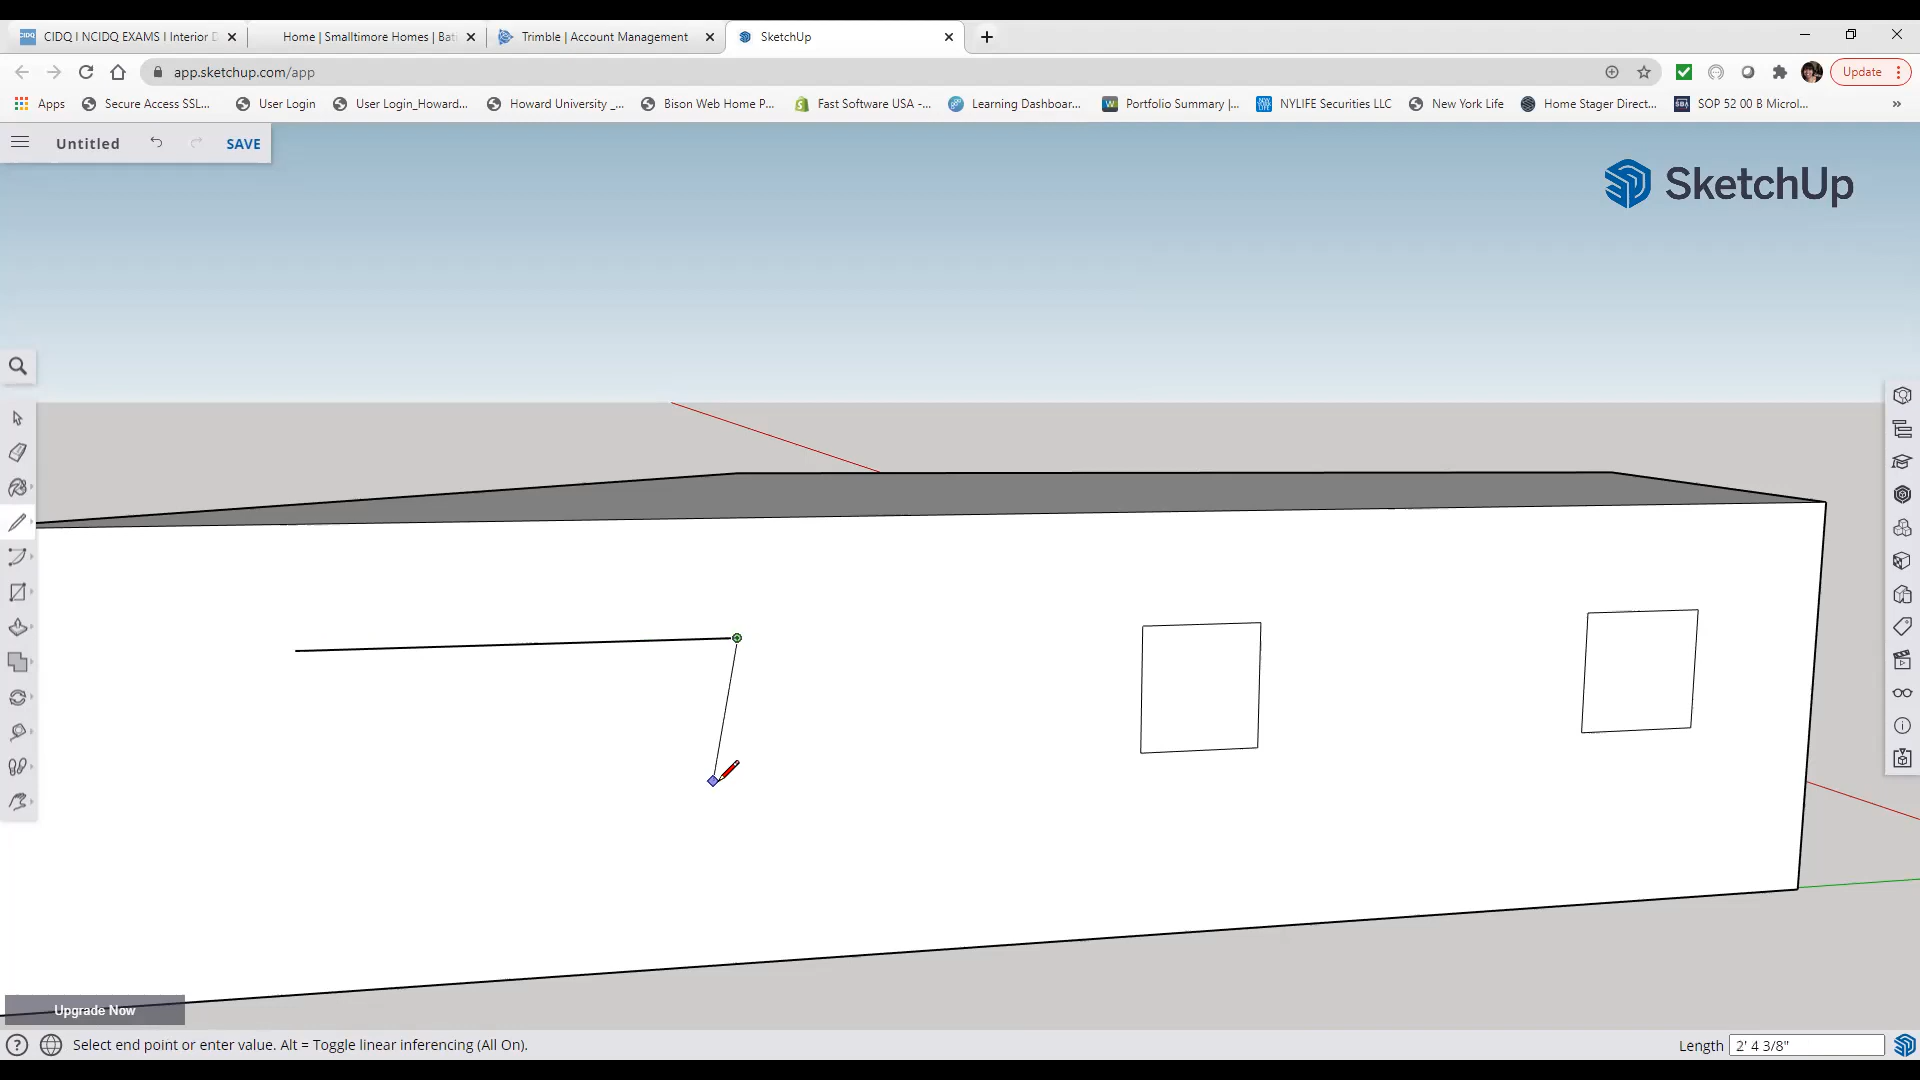 CIDQ I NCIDQ EXAMS I Interior D
Home | Smalltimore Homes | Bati
Trimble | Account Management
SketchUp
app.sketchup.com/app
Update
Apps
Secure Access SSL...
User Login
User Login_Howard...
Howard University _...
Bison Web Home P...
Fast Software USA -...
Learning Dashboar...
Portfolio Summary |...
NYLIFE Securities LLC
New York Life
Home Stager Direct...
SOP 52 00 B Microl...
Untitled
SAVE
SketchUp
Upgrade Now
Select end point or enter value. Alt = Toggle linear inferencing (All On).
Length 2' 4 3/8"